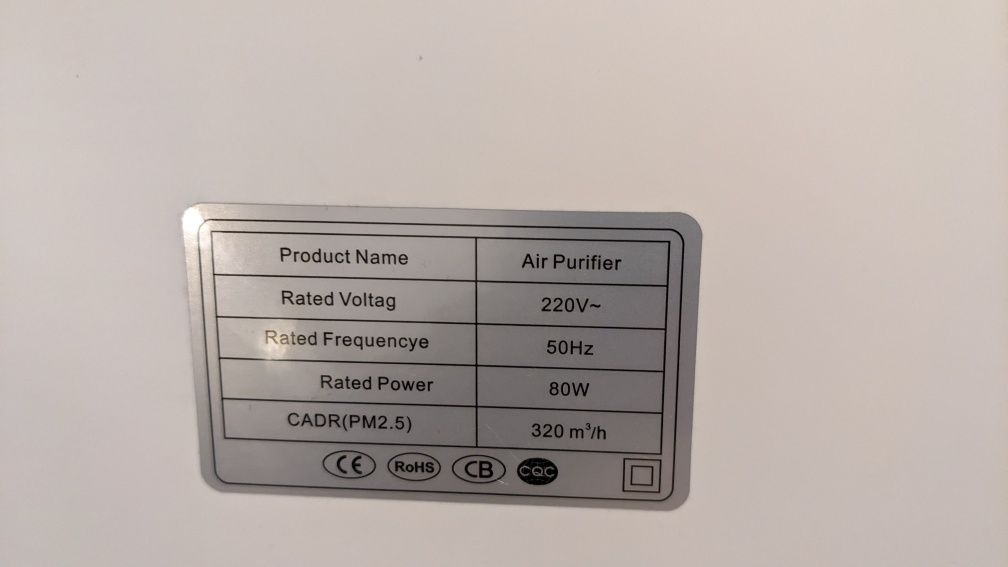 Product Name Air Purifier
Rated Voltag 220V~
Rated Frequencye 50Hz
Rated Power 80W
CADR(PM2.5) 320 m³/h
CE RoHS CB CQC